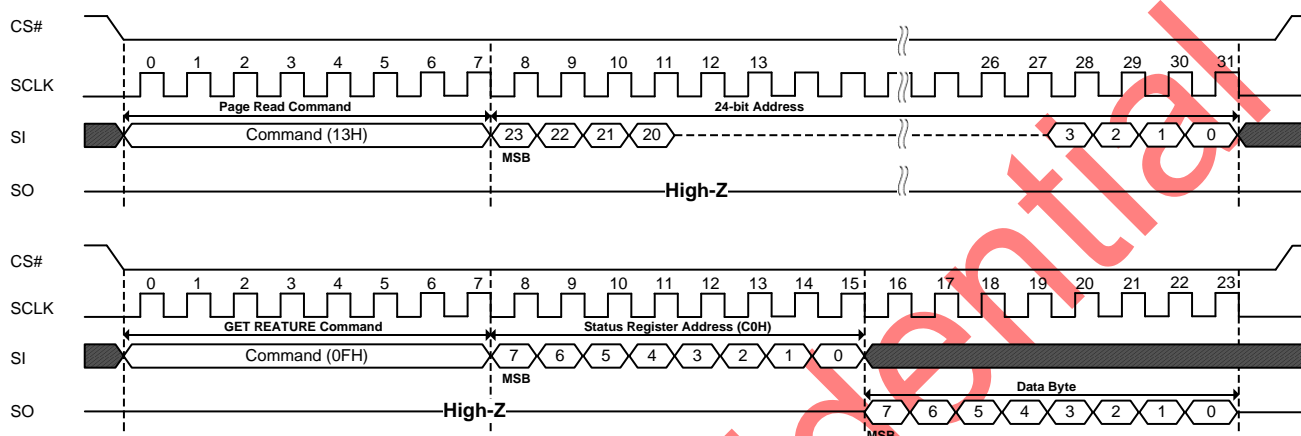 CS#
0 1 2 3 4 5 6 7 8 9 10 11 12 13 26 27 28 29 30 31
SCLK
Page Read Command 24-bit Address
SI Command (13H) 23 22 21 20 3 2 1 0
MSB
SO High-Z
CS#
0 1 2 3 4 5 6 7 8 9 10 11 12 13 14 15 16 17 18 19 20 21 22 23
SCLK
GET REATURE Command Status Register Address (C0H)
SI Command (0FH) 7 6 5 4 3 2 1 0
MSB
Data Byte
SO High-Z 7 6 5 4 3 2 1 0
MSB
dential